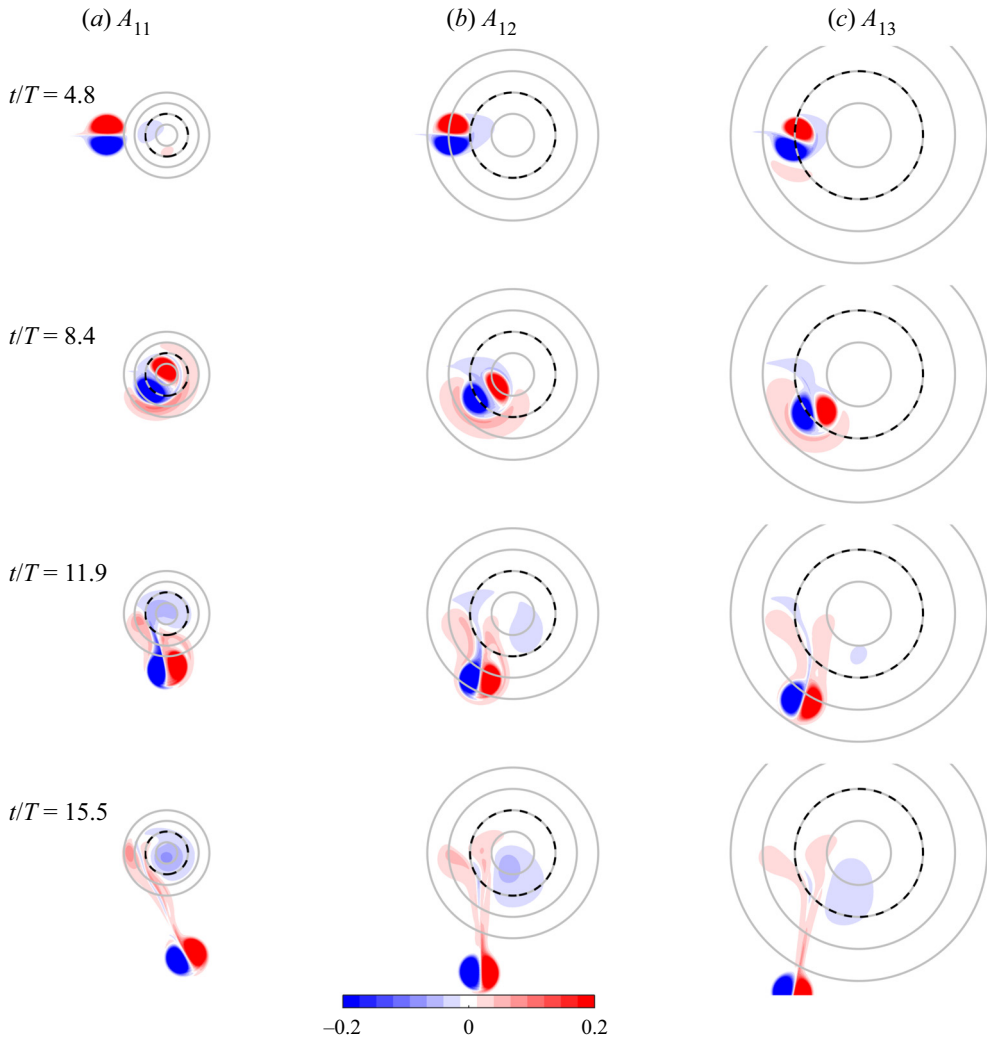 (a) A11 (b) A12 (c) A13
t/T = 4.8
t/T = 8.4
t/T = 11.9
t/T = 15.5
–0.2 0 0.2